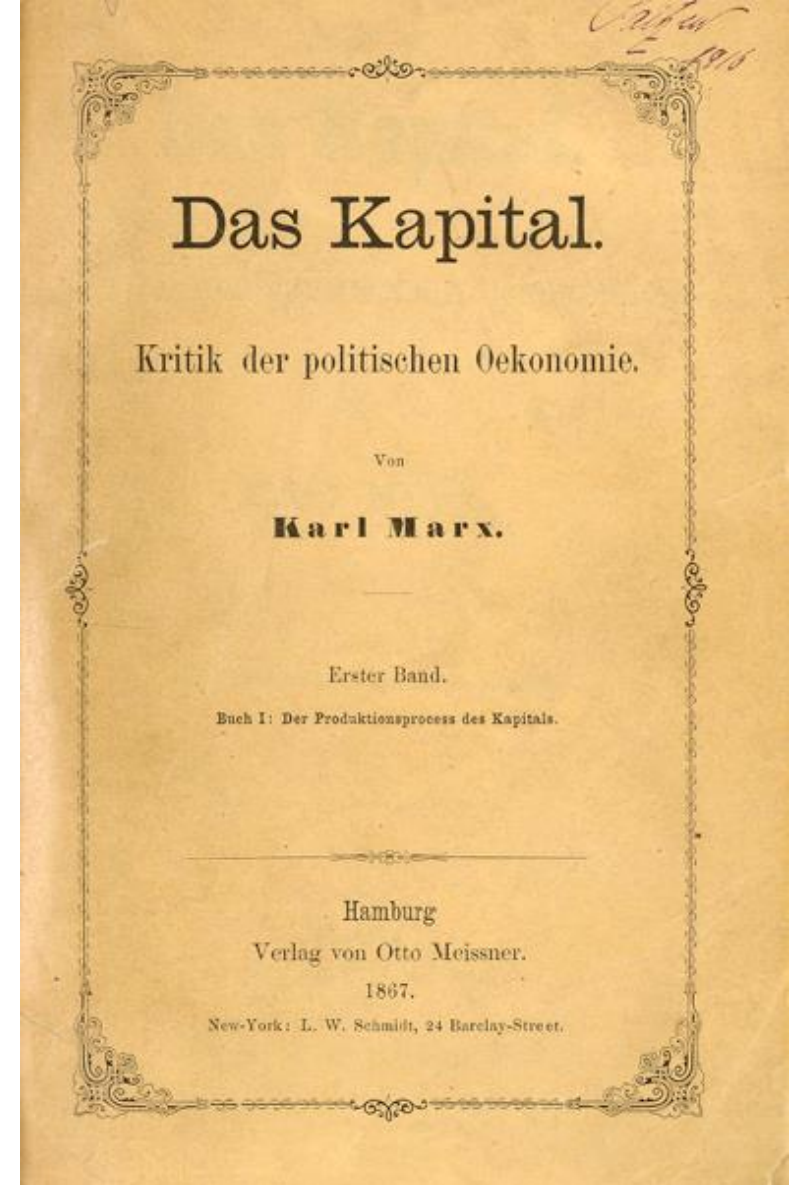 1916
Das Kapital.
Kritik der politischen Oekonomie.
Von
Karl Marx.
Erster Band.
Buch I: Der Produktionsprocess des Kapitals.
Hamburg
Verlag von Otto Meissner.
1867.
New-York: L. W. Schmidt, 24 Barclay-Street.